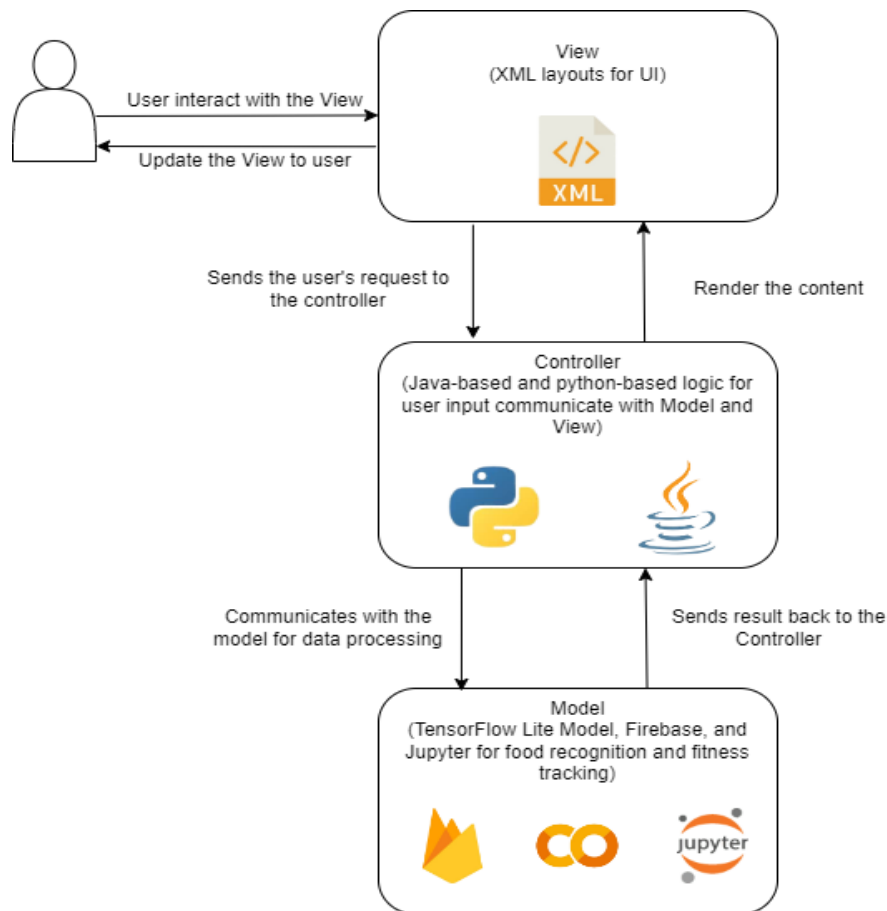 View
(XML layouts for UI)
User interact with the View
Update the View to user
</>
XML
Sends the user's request to
the controller
Render the content
Controller
(Java-based and python-based logic for
user input communicate with Model and
View)
Communicates with the
model for data processing
Sends result back to the
Controller
Model
(TensorFlow Lite Model, Firebase, and
Jupyter for food recognition and fitness
tracking)
jupyter